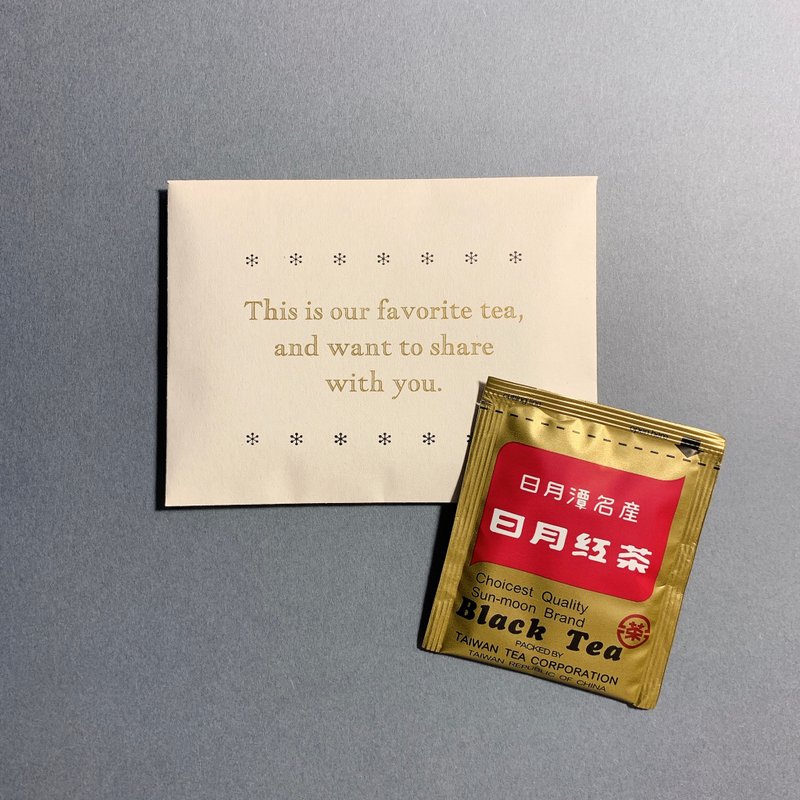 * * * * * * *
This is our favorite tea,
and want to share
with you.
* * * * * *
日月潭名産
日月红茶
Choicest Quality
Sun-moon Brand
Black Tea
PACKED BY
TAIWAN TEA CORPORATION
TAIWAN REPUBLIC OF CHINA